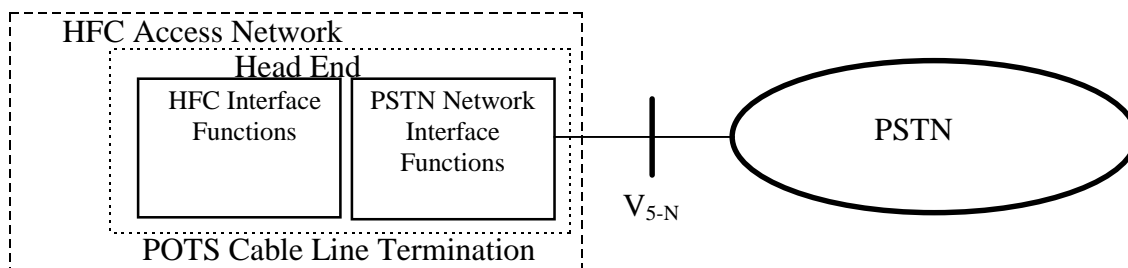 HFC Access Network
Head End
HFC Interface
Functions
PSTN Network
Interface
Functions
PSTN
V5-N
POTS Cable Line Termination